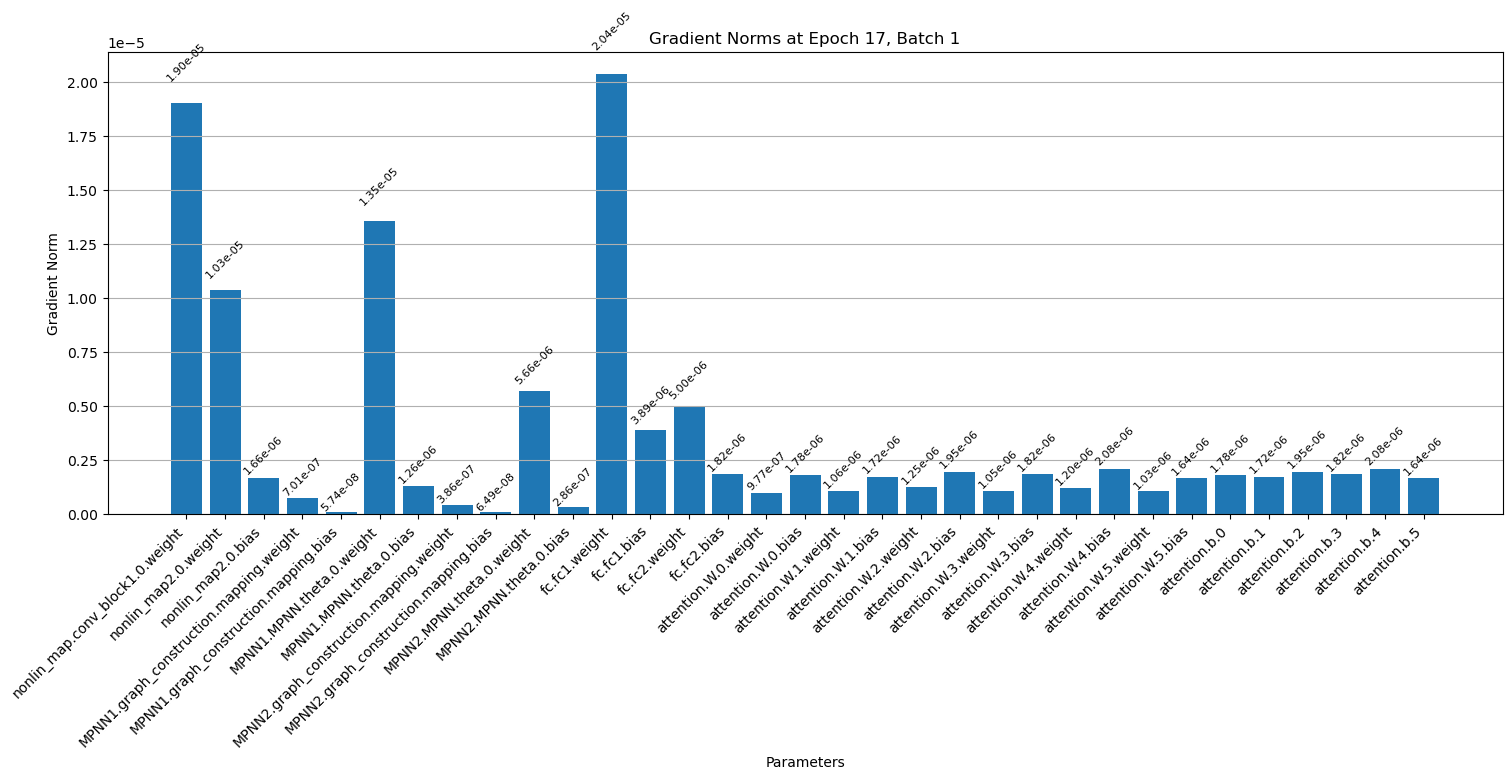 Gradient Norms at Epoch 17, Batch 1
1e−5
Gradient Norm
2.00
1.75
1.50
1.25
1.00
0.75
0.50
0.25
0.00
1.90e-05
1.03e-05
1.66e-06
7.01e-07
5.74e-08
1.35e-05
1.26e-06
3.86e-07
6.49e-08
5.66e-06
2.86e-07
2.04e-05
3.89e-06
5.00e-06
1.82e-06
9.77e-07
1.78e-06
1.06e-06
1.72e-06
1.25e-06
1.95e-06
1.05e-06
1.82e-06
1.20e-06
2.08e-06
1.03e-06
1.64e-06
1.78e-06
1.72e-06
1.95e-06
1.82e-06
2.08e-06
1.64e-06
nonlin_map.conv_block1.0.weight
nonlin_map2.0.weight
nonlin_map2.0.bias
MPNN1.graph_construction.mapping.weight
MPNN1.graph_construction.mapping.bias
MPNN1.MPNN.theta.0.weight
MPNN1.MPNN.theta.0.bias
MPNN2.graph_construction.mapping.weight
MPNN2.graph_construction.mapping.bias
MPNN2.MPNN.theta.0.weight
MPNN2.MPNN.theta.0.bias
fc.fc1.weight
fc.fc1.bias
fc.fc2.weight
fc.fc2.bias
attention.W.0.weight
attention.W.0.bias
attention.W.1.weight
attention.W.1.bias
attention.W.2.weight
attention.W.2.bias
attention.W.3.weight
attention.W.3.bias
attention.W.4.weight
attention.W.4.bias
attention.W.5.weight
attention.W.5.bias
attention.b.0
attention.b.1
attention.b.2
attention.b.3
attention.b.4
attention.b.5
Parameters